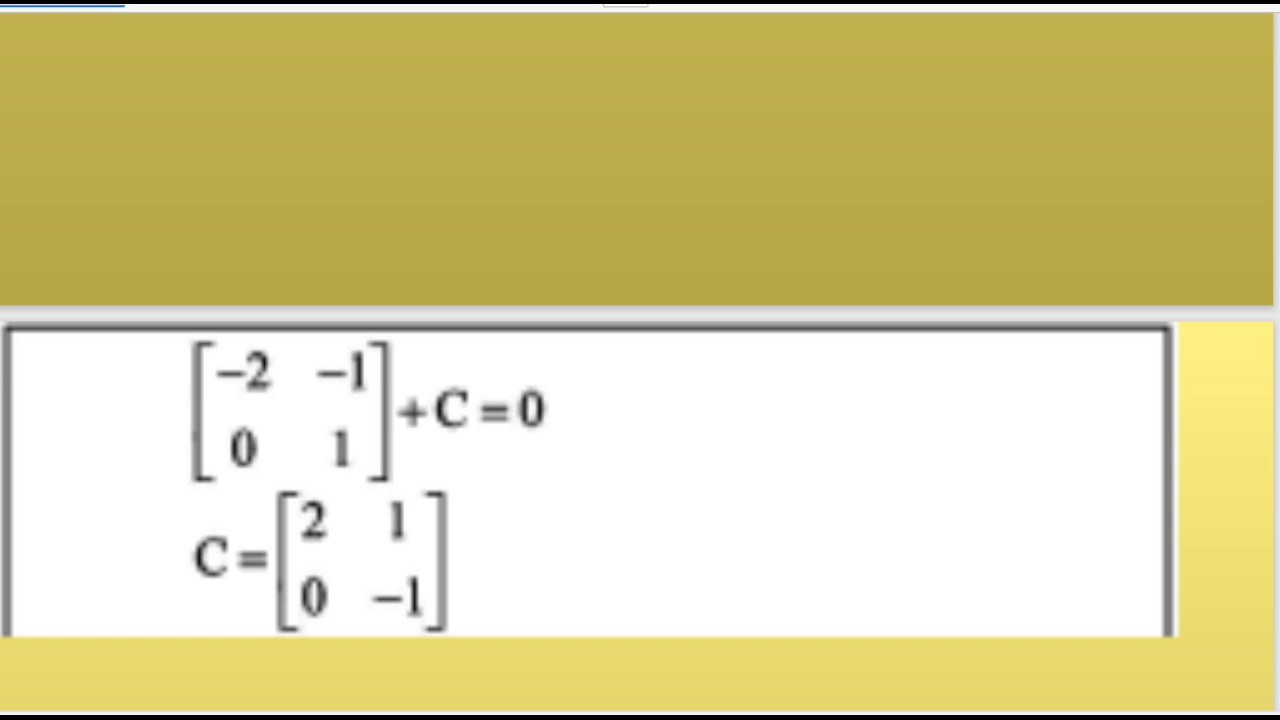 [−2 −1
0 1] + C = 0
C = [2 1
0 −1]